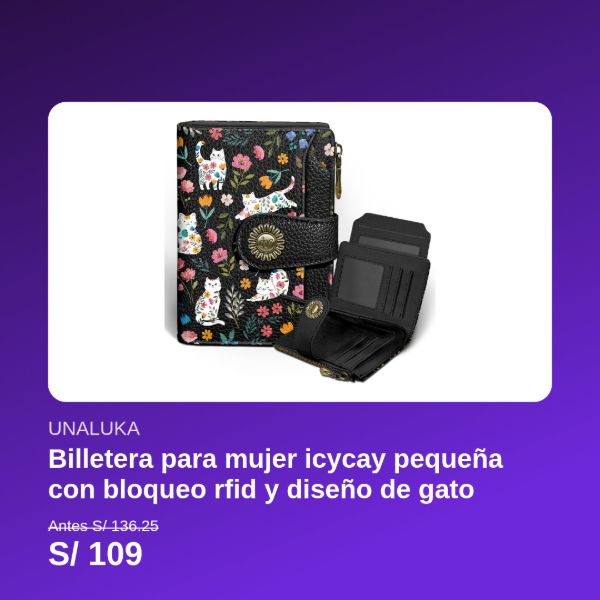 UNALUKA
Billetera para mujer icycay pequeña
con bloqueo rfid y diseño de gato
Antes S/ 136.25
S/ 109